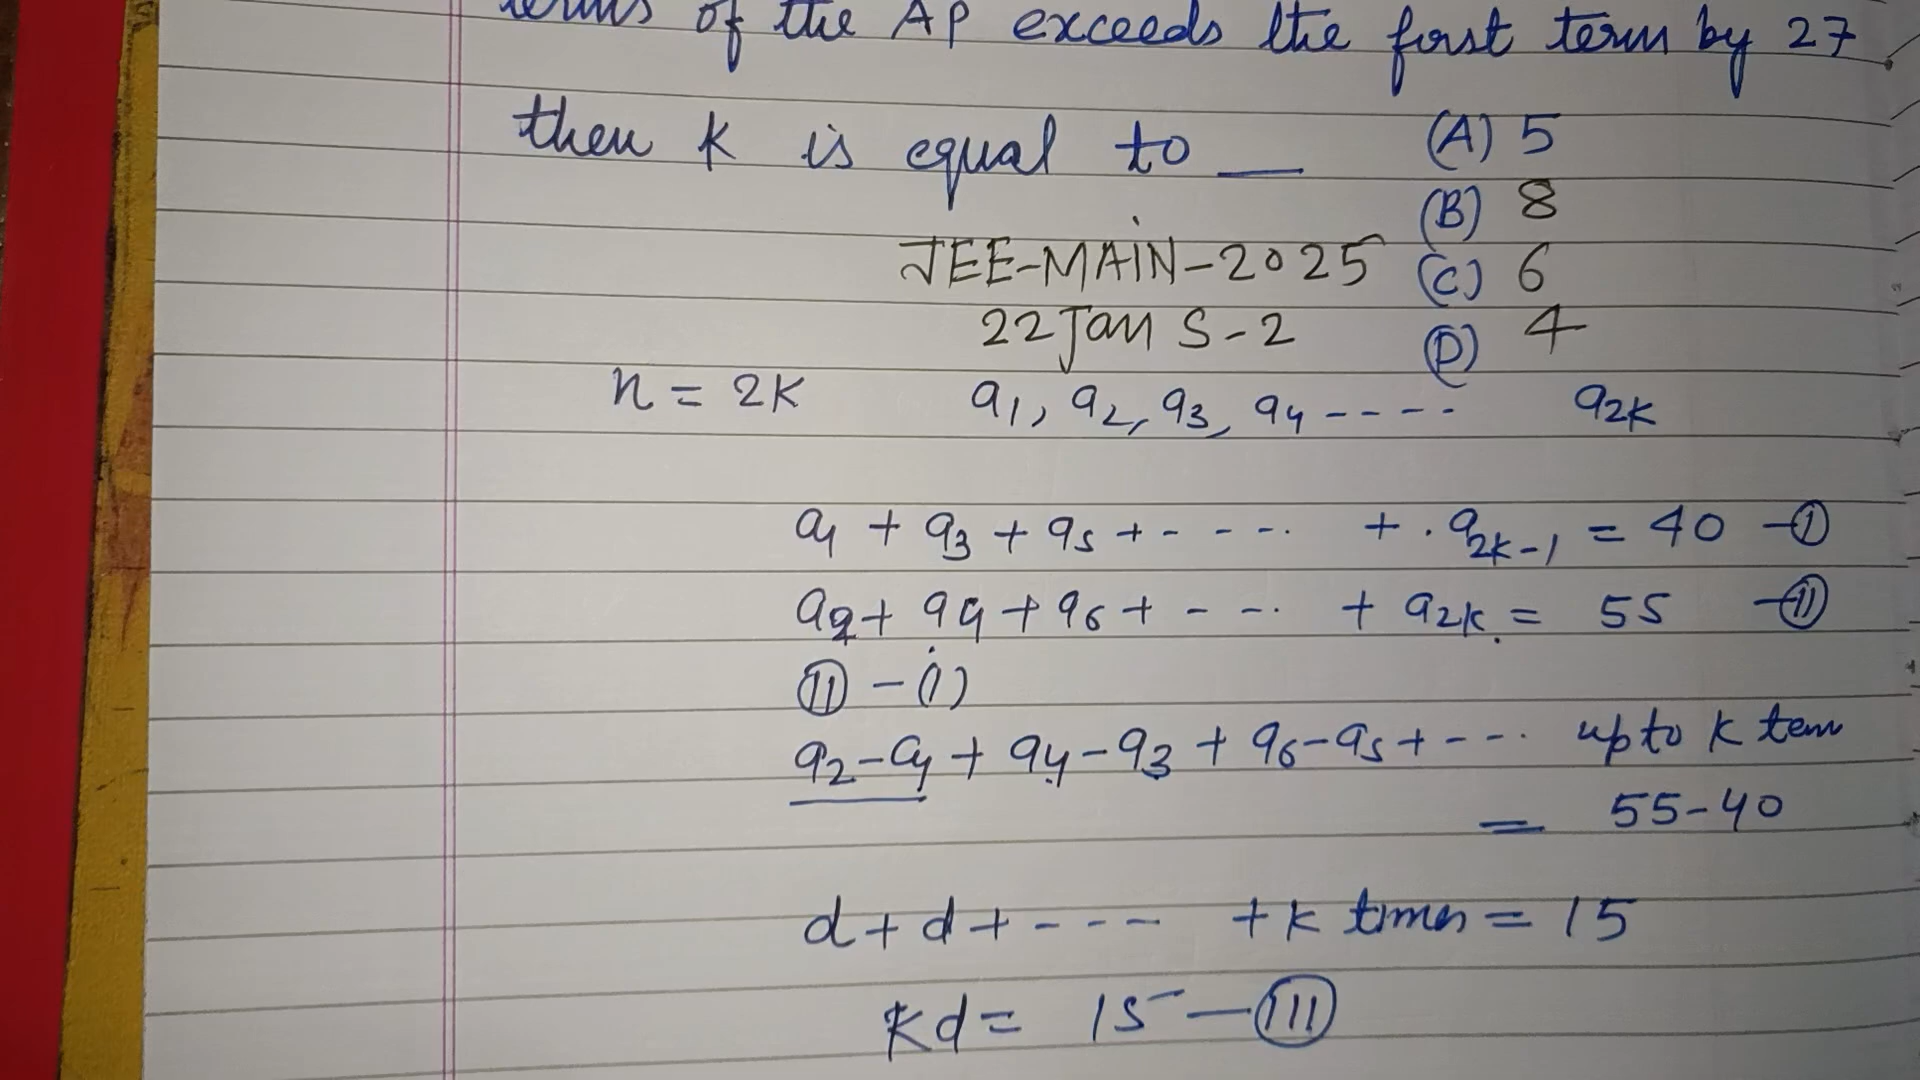 terms of the AP exceeds the first term by 27
then K is equal to __ (A) 5
(B) 8
JEE-MAIN-2025 (C) 6
22 Jan S-2 (D) 4
n = 2K a1, a2, a3, a4 ----- a2K
a1 + a3 + a5 + ----- + a2K-1 = 40 -(I)
a2 + a4 + a6 + ----- + a2K = 55 -(II)
(II) - (i)
a2-a1 + a4-a3 + a6-a5 + ---- upto K term
= 55-40
d + d + ---- + K times = 15
Kd = 15 -(III)